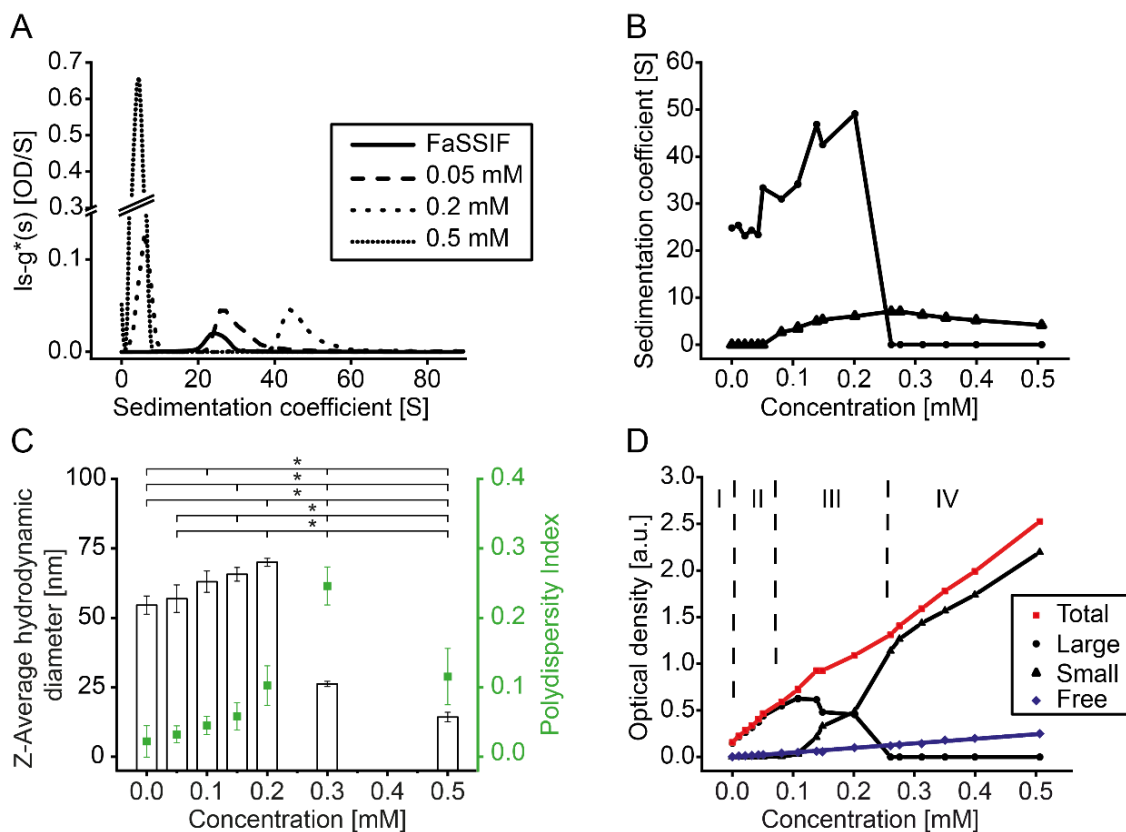 A
ls-g*(s) [OD/S]
0.7
0.6
0.5
0.4
0.3
0.1
0.0
FaSSIF
0.05 mM
0.2 mM
0.5 mM
0 20 40 60 80
Sedimentation coefficient [S]
B
Sedimentation coefficient [S]
60
50
40
30
20
10
0
0.0 0.1 0.2 0.3 0.4 0.5
Concentration [mM]
C
Z-Average hydrodynamic
diameter [nm]
100
75
50
25
0
*
*
*
*
*
0.4
0.3
0.2
0.1
0.0
Polydispersity Index
0.0 0.1 0.2 0.3 0.4 0.5
Concentration [mM]
D
Optical density [a.u.]
3.0
2.5
2.0
1.5
1.0
0.5
0.0
I II III IV
Total
Large
Small
Free
0.0 0.1 0.2 0.3 0.4 0.5
Concentration [mM]